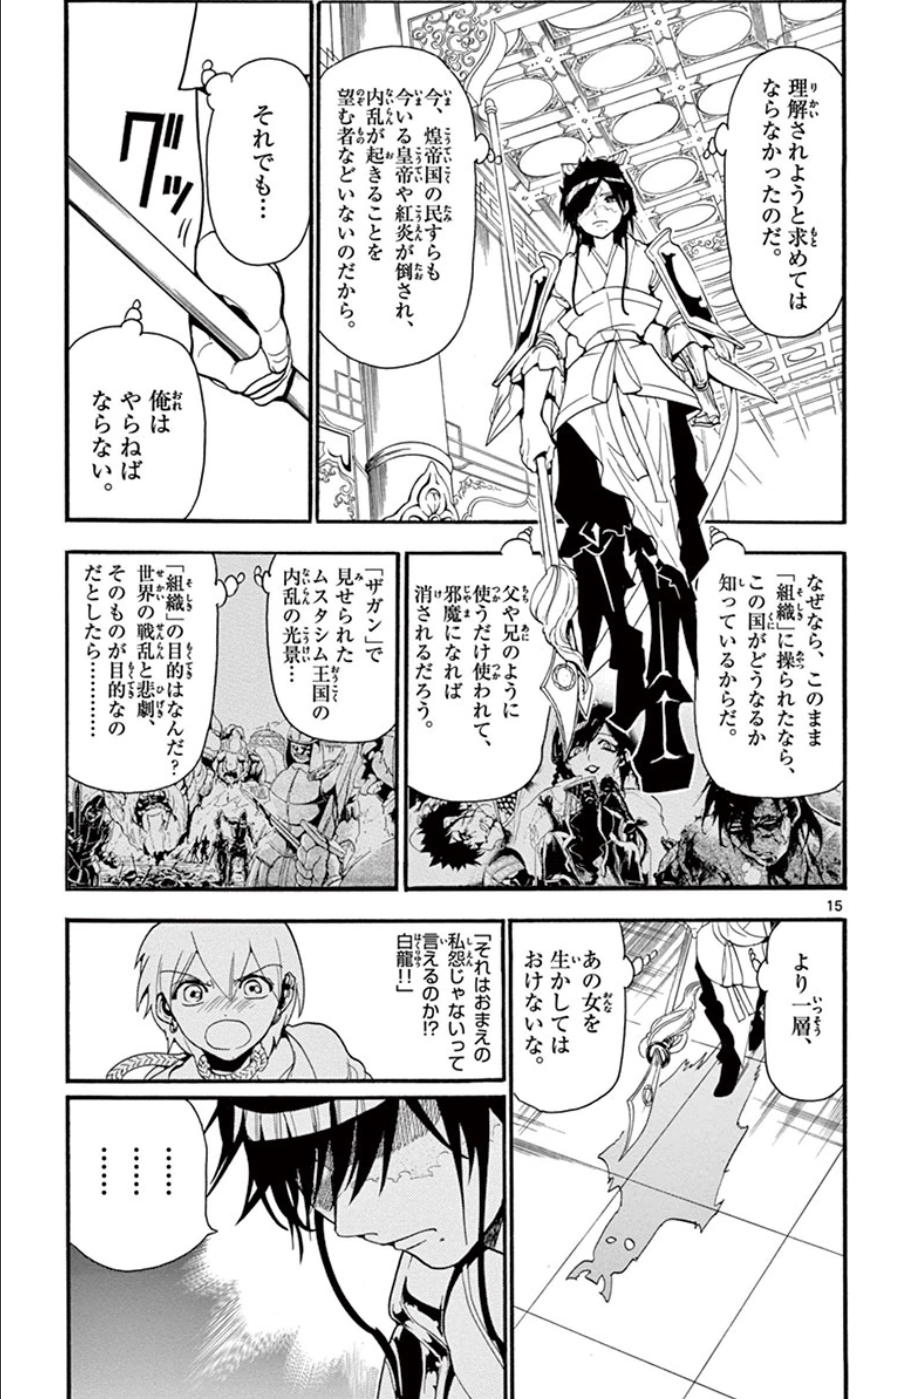 理解されようと求めては
ならなかったのだ。
今、煌帝国の民すらも
今いる皇帝や紅炎が倒され、
内乱が起きることを
望む者などいないのだから。
それでも…
グッ
俺は
やらねば
ならない。
なぜなら、このまま
「組織」に操られたなら、
この国がどうなるか
知っているからだ。
父や兄のように
使うだけ使われて、
邪魔になれば
消されるだろう。
「ザガン」で
見せられた
ムスタシム王国の
内乱の光景…
「組織」の目的はなんだ?
世界の戦乱と悲劇、
そのものが目的なの
だとしたら…………
15
より一層、
あの女を
生かしては
おけないな。
「それはおまえの
私怨じゃないって
言えるのか!?
白龍!!」
………
………